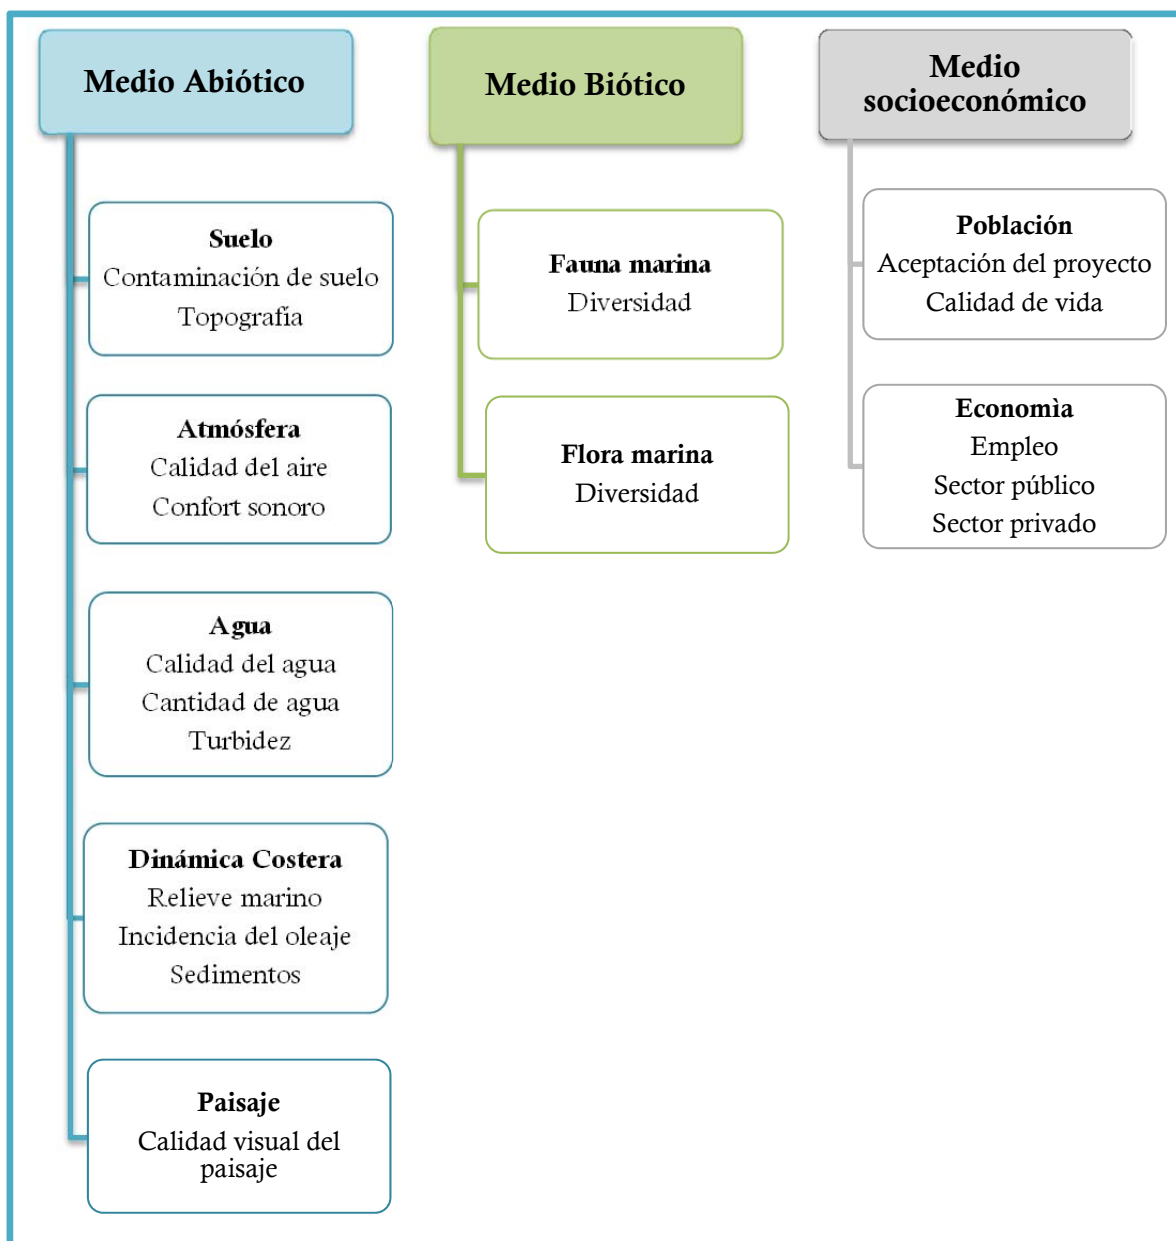 Medio Abiótico
Suelo
Contaminación de suelo
Topografía
Atmósfera
Calidad del aire
Confort sonoro
Agua
Calidad del agua
Cantidad de agua
Turbidez
Dinámica Costera
Relieve marino
Incidencia del oleaje
Sedimentos
Paisaje
Calidad visual del
paisaje
Medio Biótico
Fauna marina
Diversidad
Flora marina
Diversidad
Medio
socioeconómico
Población
Aceptación del proyecto
Calidad de vida
Economìa
Empleo
Sector público
Sector privado